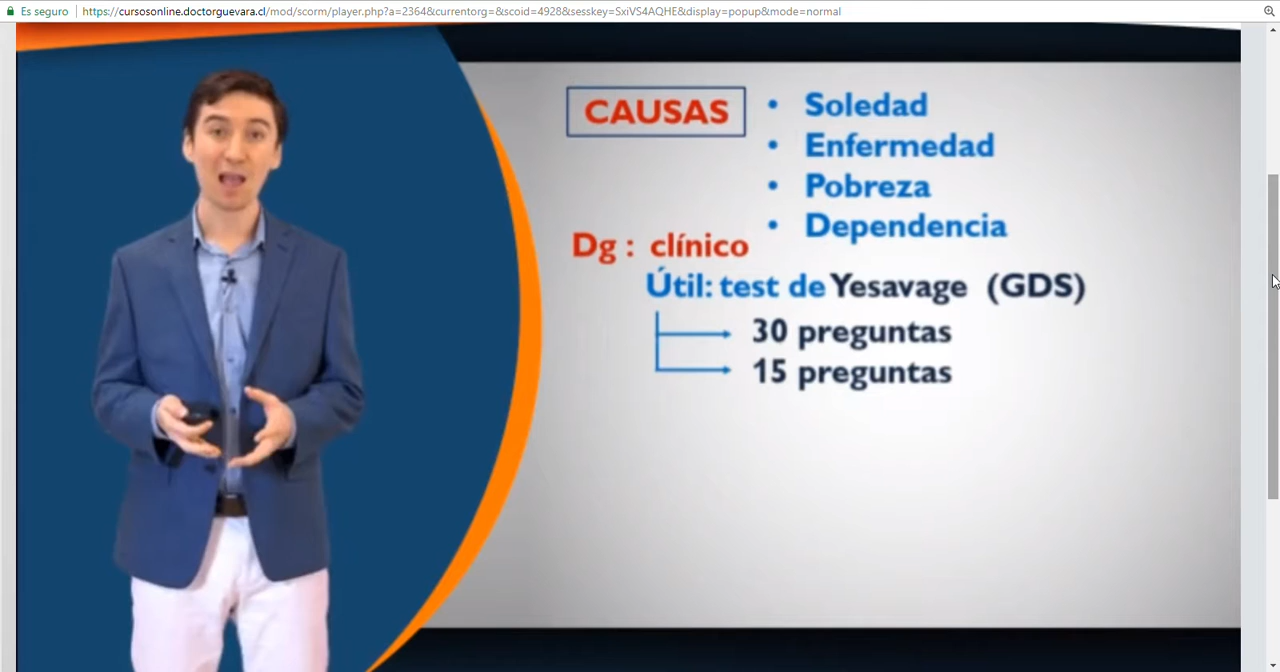 Es seguro https://cursosonline.doctorguevara.cl/mod/scorm/player.php?a=2364&currentorg=&scoid=4928&sesskey=SxiVS4AQHE&display=popup&mode=normal
CAUSAS
• Soledad
• Enfermedad
• Pobreza
• Dependencia
Dg : clínico
Útil: test de Yesavage (GDS)
30 preguntas
15 preguntas